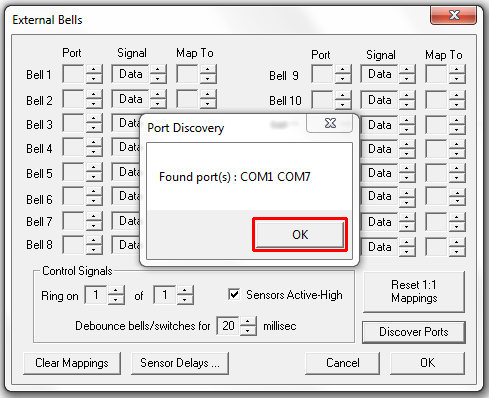 External Bells
Port Signal Map To Port Signal Map To
Bell 1 Data Bell 9 Data
Bell 2 Data Bell 10 Data
Bell 3 Data Data
Bell 4 Data Data
Bell 5 Data Data
Bell 6 Data Data
Bell 7 Data Data
Bell 8 Data Data
Port Discovery
Found port(s) : COM1 COM7
OK
Control Signals
Ring on 1 of 1 Sensors Active-High
Debounce bells/switches for 20 millisec
Reset 1:1
Mappings
Discover Ports
Clear Mappings Sensor Delays ... Cancel OK